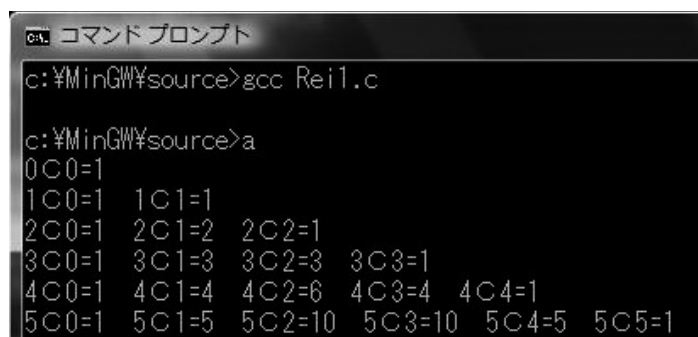 コマンド プロンプト
c:¥MinGW¥source>gcc Rei1.c
c:¥MinGW¥source>a
0C0=1
1C0=1 1C1=1
2C0=1 2C1=2 2C2=1
3C0=1 3C1=3 3C2=3 3C3=1
4C0=1 4C1=4 4C2=6 4C3=4 4C4=1
5C0=1 5C1=5 5C2=10 5C3=10 5C4=5 5C5=1